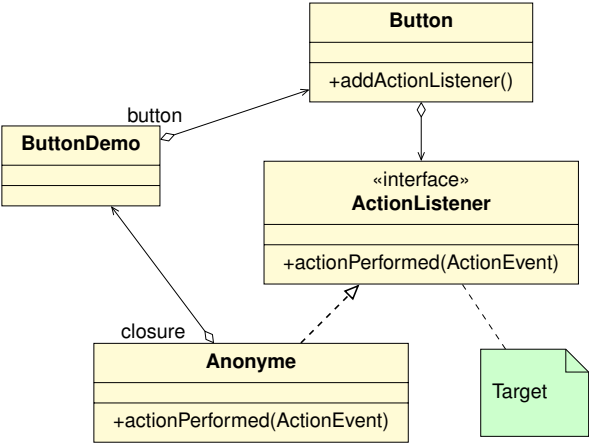 Button
+addActionListener()
button
ButtonDemo
«interface»
ActionListener
+actionPerformed(ActionEvent)
closure
Anonyme
+actionPerformed(ActionEvent)
Target